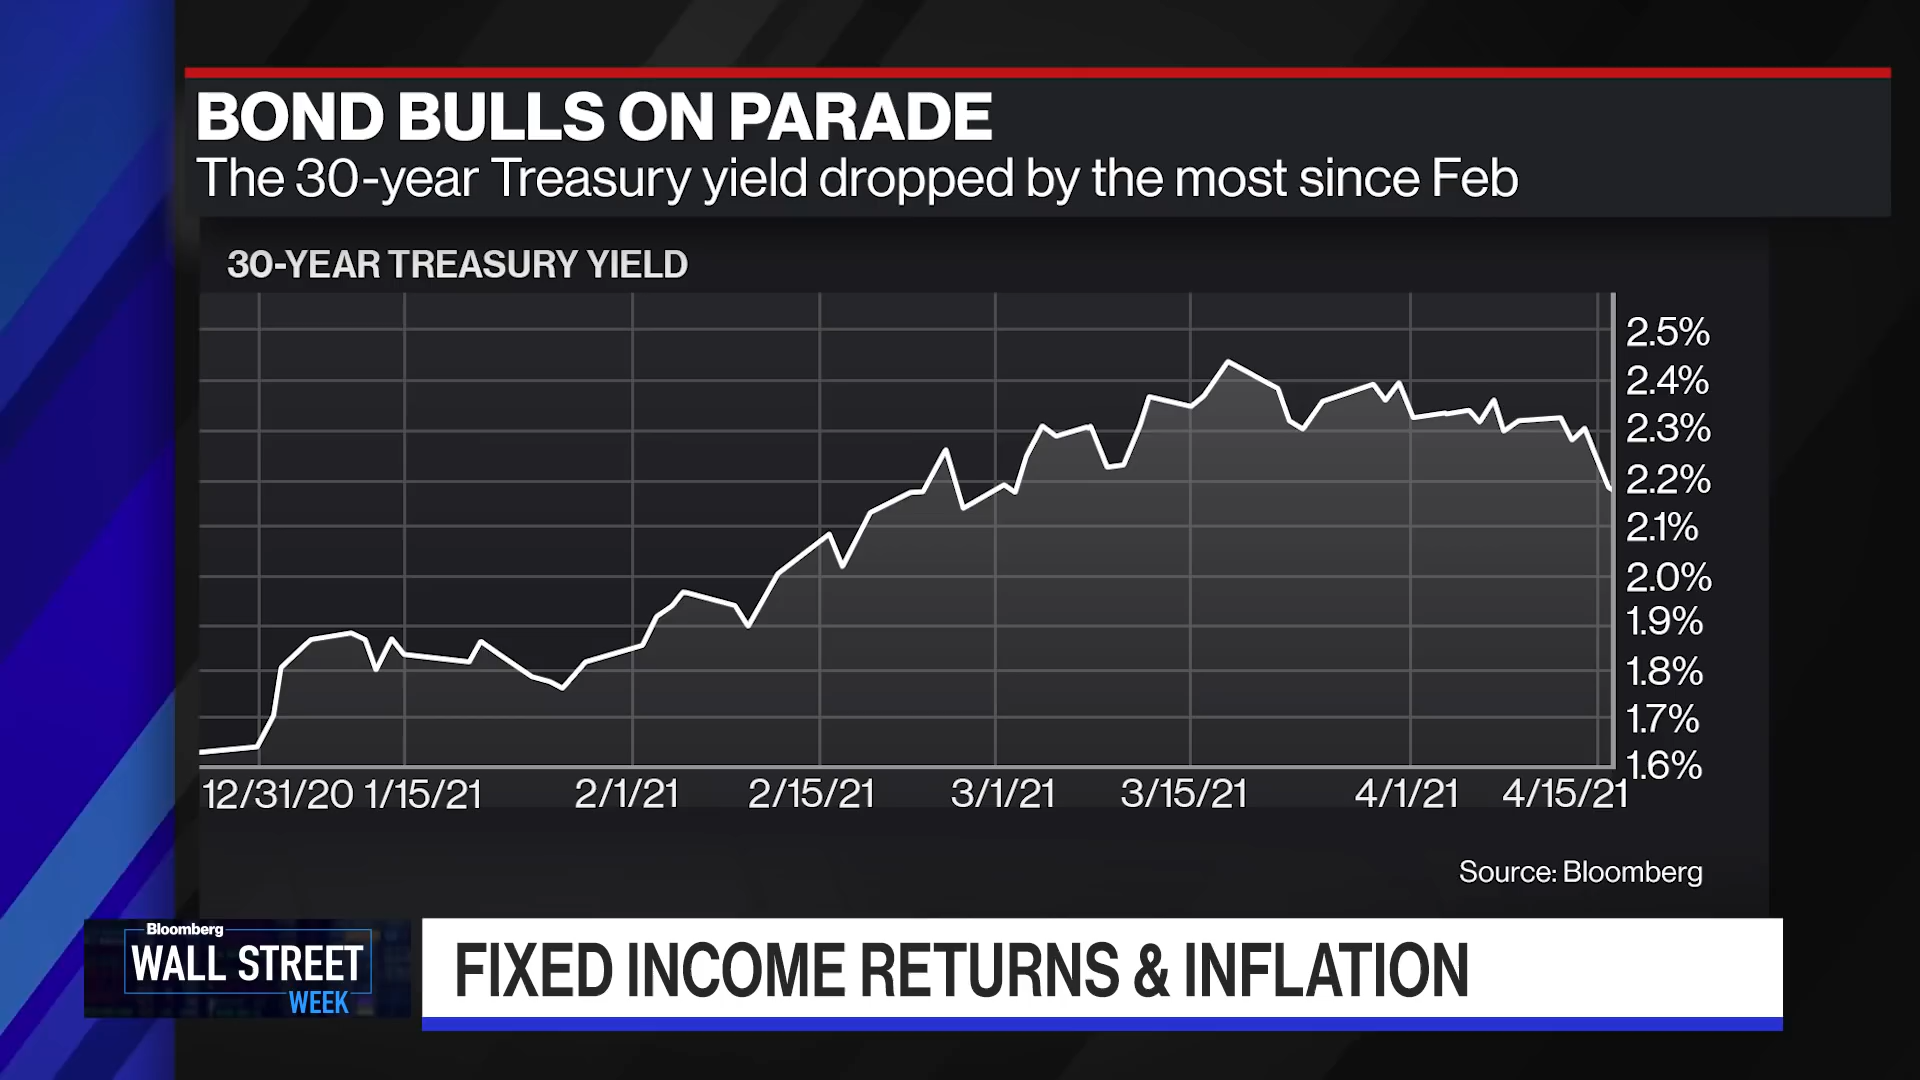 BOND BULLS ON PARADE
The 30-year Treasury yield dropped by the most since Feb
30-YEAR TREASURY YIELD
2.5%
2.4%
2.3%
2.2%
2.1%
2.0%
1.9%
1.8%
1.7%
1.6%
12/31/20 1/15/21 2/1/21 2/15/21 3/1/21 3/15/21 4/1/21 4/15/21
Source: Bloomberg
Bloomberg
WALL STREET
WEEK
FIXED INCOME RETURNS & INFLATION